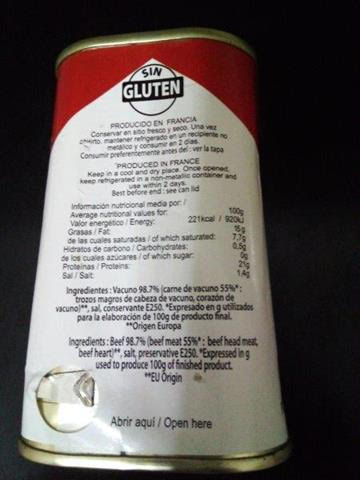 SIN
GLUTEN
PRODUCIDO EN FRANCIA
Conservar en sitio fresco y seco. Una vez
abierto, mantener refrigerado en un recipiente no
metálico y consumir en 2 días.
Consumir preferentemente antes del : ver la tapa
PRODUCED IN FRANCE
Keep in a cool and dry place. Once opened,
keep refrigerated in a non-metallic container and
use within 2 days.
Best before end : see can lid
Información nutricional media por: /
Average nutritional values for: 100g
Valor energético / Energy: 221kcal / 920kJ
Grasas / Fat: 15g
de las cuales saturadas / of which saturated: 7,7g
Hidratos de carbono / Carbohydrates: 0,5g
de los cuales azúcares / of which sugar: 0g
Proteínas / Proteins: 21g
Sal / Salt: 1,4g
Ingredientes : Vacuno 98.7% (carne de vacuno 55%* :
trozos magros de cabeza de vacuno, corazón de
vacuno)**, sal, conservante E250. *Expresado en g utilizados
para la elaboración de 100g de producto final.
**Origen Europa
Ingredients : Beef 98.7% (beef meat 55%* : beef head meat,
beef heart)**, salt, preservative E250. *Expressed in g
used to produce 100g of finished product.
**EU Origin
Abrir aquí / Open here